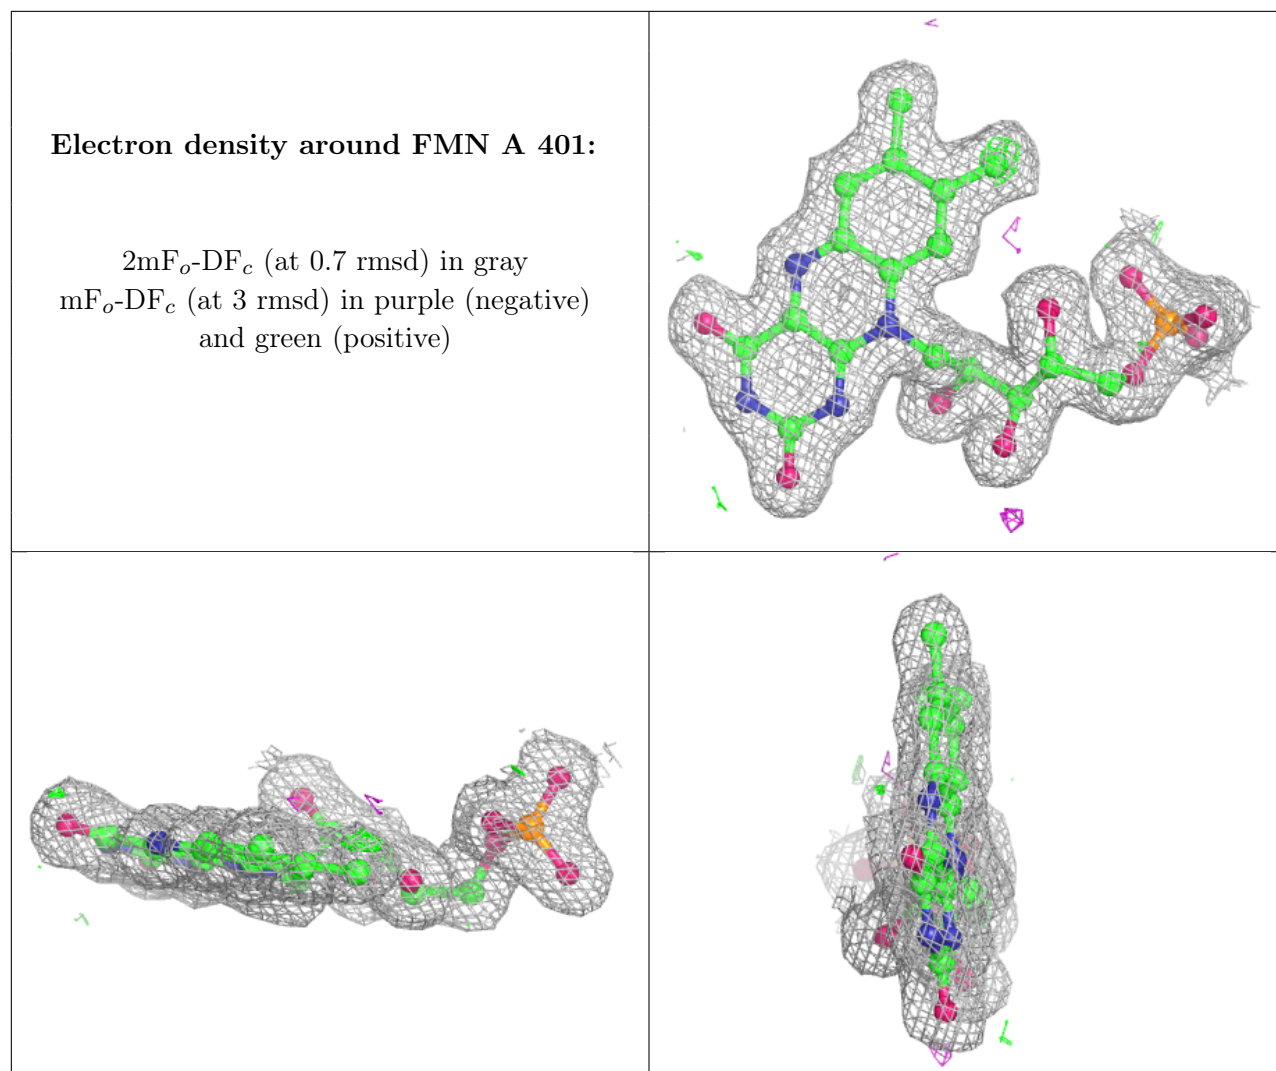 Electron density around FMN A 401:
2mFo-DFc (at 0.7 rmsd) in gray
mFo-DFc (at 3 rmsd) in purple (negative)
and green (positive)